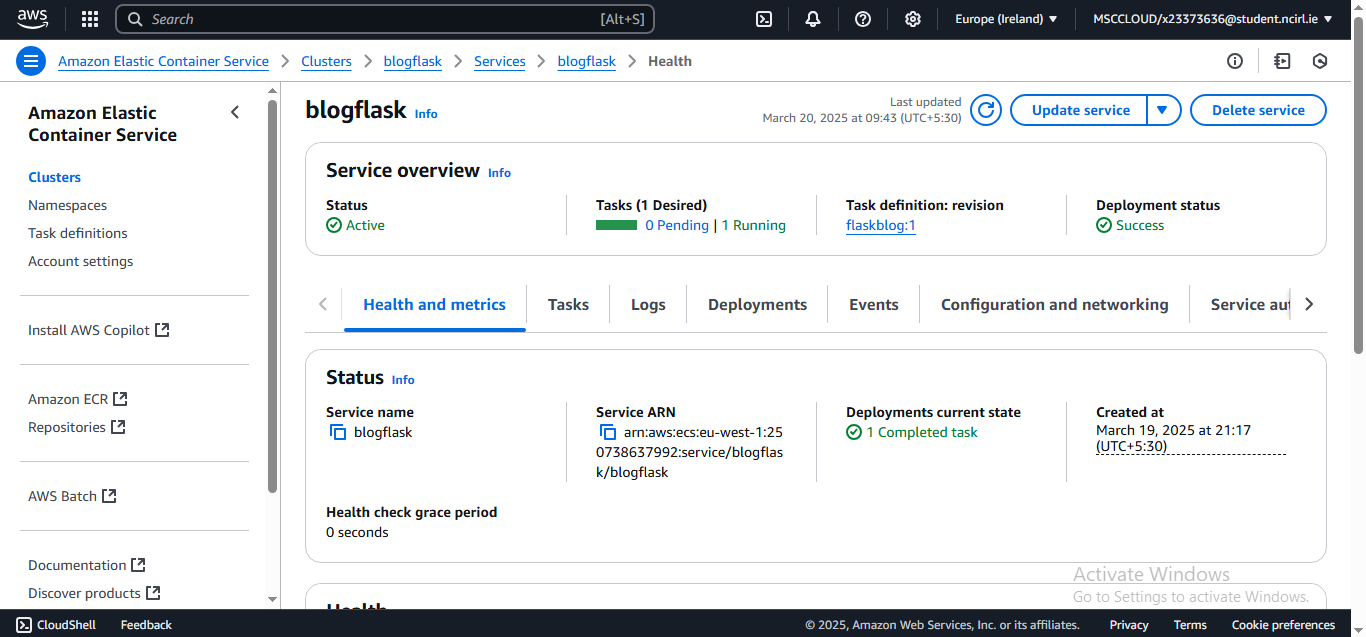 aws
Search [Alt+S]
Europe (Ireland) ▼
MSCCLOUD/x23373636@student.ncirl.ie ▼
Amazon Elastic Container Service > Clusters > blogflask > Services > blogflask > Health
Amazon Elastic
Container Service
Clusters
Namespaces
Task definitions
Account settings
Install AWS Copilot
Amazon ECR
Repositories
AWS Batch
Documentation
Discover products
blogflask Info
Last updated
March 20, 2025 at 09:43 (UTC+5:30)
Update service
Delete service
Service overview Info
Status
Active
Tasks (1 Desired)
0 Pending | 1 Running
Task definition: revision
flaskblog:1
Deployment status
Success
Health and metrics
Tasks
Logs
Deployments
Events
Configuration and networking
Service au
Status Info
Service name
blogflask
Service ARN
arn:aws:ecs:eu-west-1:25
0738637992:service/blogflas
k/blogflask
Deployments current state
1 Completed task
Created at
March 19, 2025 at 21:17
(UTC+5:30)
Health check grace period
0 seconds
Health
Activate Windows
Go to Settings to activate Windows.
CloudShell
Feedback
© 2025, Amazon Web Services, Inc. or its affiliates.
Privacy
Terms
Cookie preferences